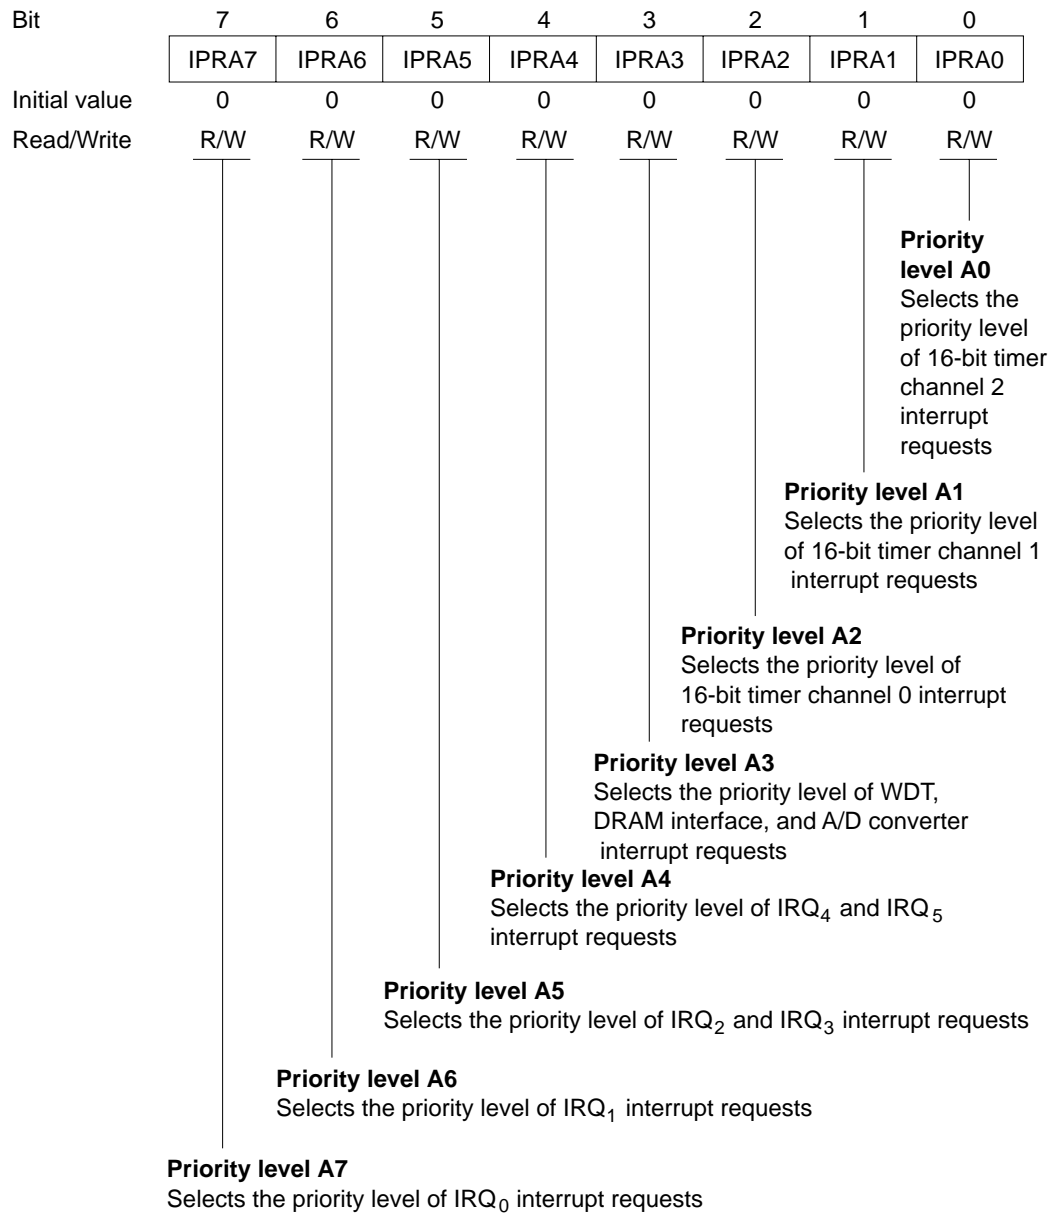 Bit 7 6 5 4 3 2 1 0
IPRA7 IPRA6 IPRA5 IPRA4 IPRA3 IPRA2 IPRA1 IPRA0
Initial value 0 0 0 0 0 0 0 0
Read/Write R/W R/W R/W R/W R/W R/W R/W R/W
Priority
level A0
Selects the
priority level
of 16-bit timer
channel 2
interrupt
requests
Priority level A1
Selects the priority level
of 16-bit timer channel 1
interrupt requests
Priority level A2
Selects the priority level of
16-bit timer channel 0 interrupt
requests
Priority level A3
Selects the priority level of WDT,
DRAM interface, and A/D converter
interrupt requests
Priority level A4
Selects the priority level of IRQ4 and IRQ5
interrupt requests
Priority level A5
Selects the priority level of IRQ2 and IRQ3 interrupt requests
Priority level A6
Selects the priority level of IRQ1 interrupt requests
Priority level A7
Selects the priority level of IRQ0 interrupt requests